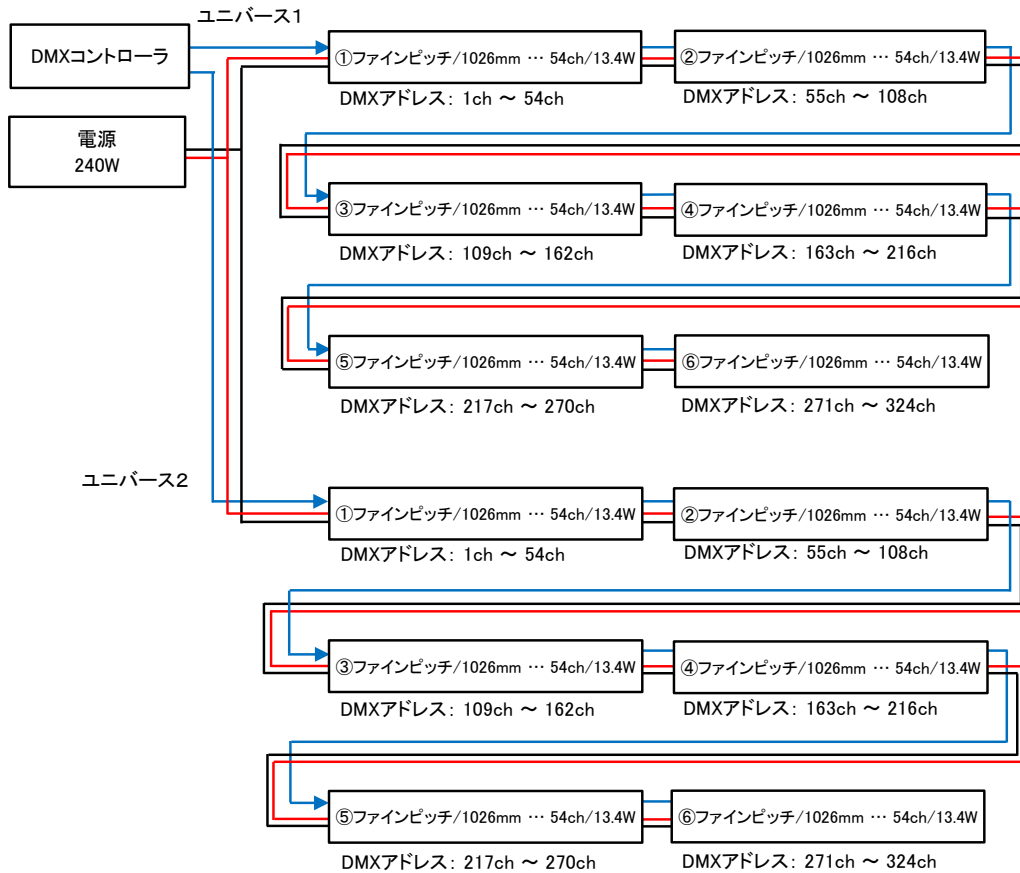 ユニバース1
DMXコントローラ
電源
240W
①ファインピッチ/1026mm … 54ch/13.4W
②ファインピッチ/1026mm … 54ch/13.4W
DMXアドレス: 1ch ～ 54ch
DMXアドレス: 55ch ～ 108ch
③ファインピッチ/1026mm … 54ch/13.4W
④ファインピッチ/1026mm … 54ch/13.4W
DMXアドレス: 109ch ～ 162ch
DMXアドレス: 163ch ～ 216ch
⑤ファインピッチ/1026mm … 54ch/13.4W
⑥ファインピッチ/1026mm … 54ch/13.4W
DMXアドレス: 217ch ～ 270ch
DMXアドレス: 271ch ～ 324ch
ユニバース2
①ファインピッチ/1026mm … 54ch/13.4W
②ファインピッチ/1026mm … 54ch/13.4W
DMXアドレス: 1ch ～ 54ch
DMXアドレス: 55ch ～ 108ch
③ファインピッチ/1026mm … 54ch/13.4W
④ファインピッチ/1026mm … 54ch/13.4W
DMXアドレス: 109ch ～ 162ch
DMXアドレス: 163ch ～ 216ch
⑤ファインピッチ/1026mm … 54ch/13.4W
⑥ファインピッチ/1026mm … 54ch/13.4W
DMXアドレス: 217ch ～ 270ch
DMXアドレス: 271ch ～ 324ch